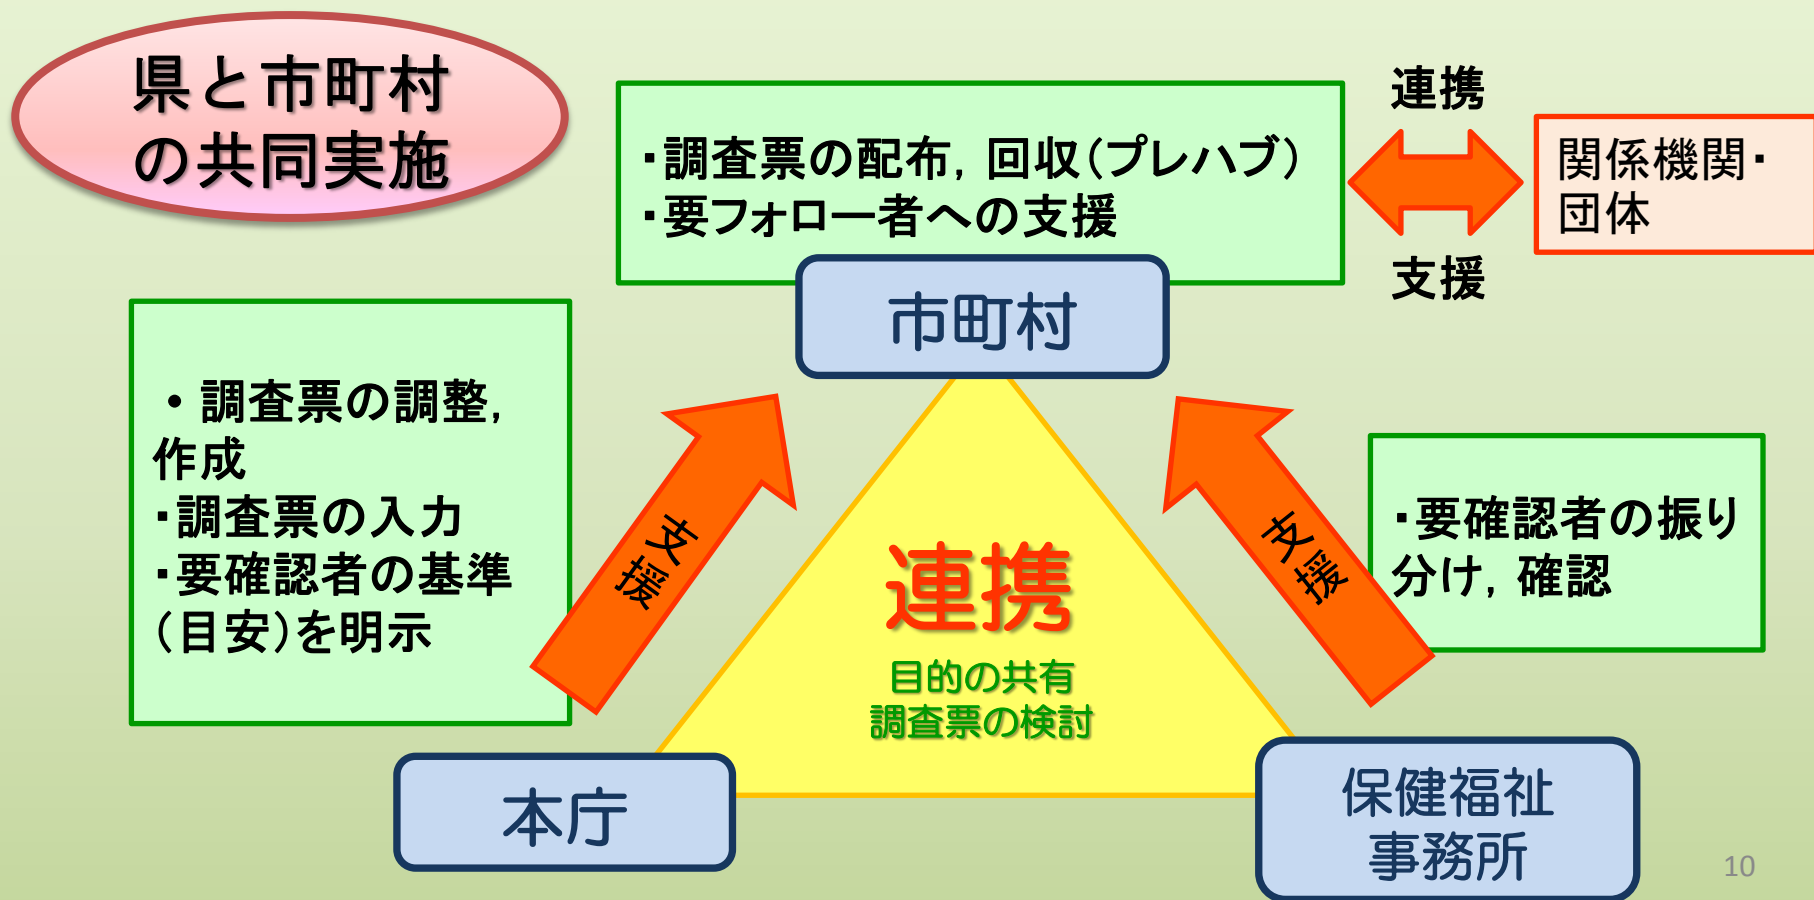 県と市町村
の共同実施
・調査票の配布，回収（プレハブ）
・要フォロー者への支援
連携
支援
関係機関・
団体
市町村
・調査票の調整，
作成
・調査票の入力
・要確認者の基準
（目安）を明示
支援
支援
・要確認者の振り
分け，確認
連携
目的の共有
調査票の検討
本庁
保健福祉
事務所
10